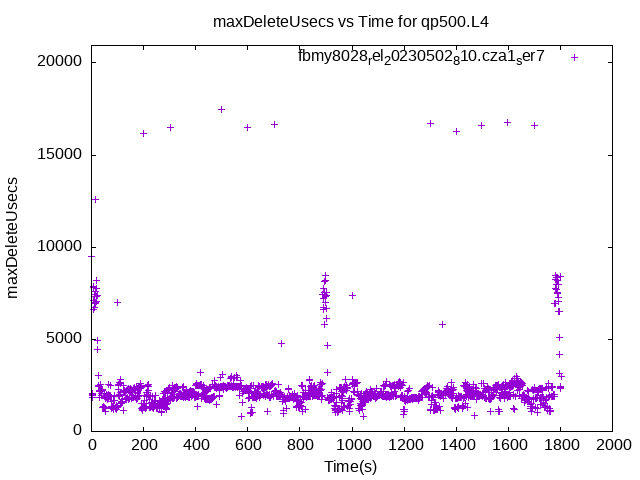 maxDeleteUsecs vs Time for qp500.L4
fbmy8028rel20230502810.cza1ser7
20000
15000
10000
5000
0
maxDeleteUsecs
0 200 400 600 800 1000 1200 1400 1600 1800 2000
Time(s)